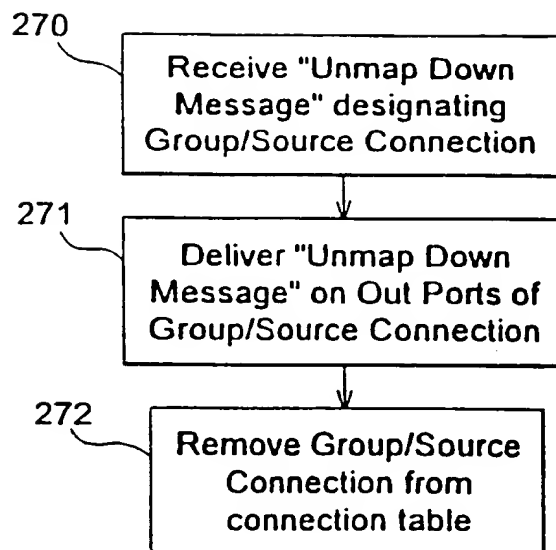 270
Receive "Unmap Down
Message" designating
Group/Source Connection
271
Deliver "Unmap Down
Message" on Out Ports of
Group/Source Connection
272
Remove Group/Source
Connection from
connection table